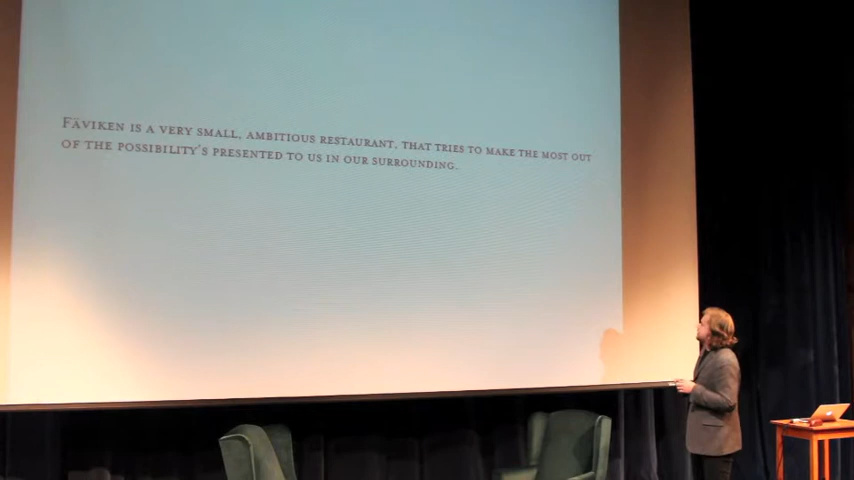 Fäviken is a very small, ambitious restaurant, that tries to make the most out
of the possibility's presented to us in our surrounding.